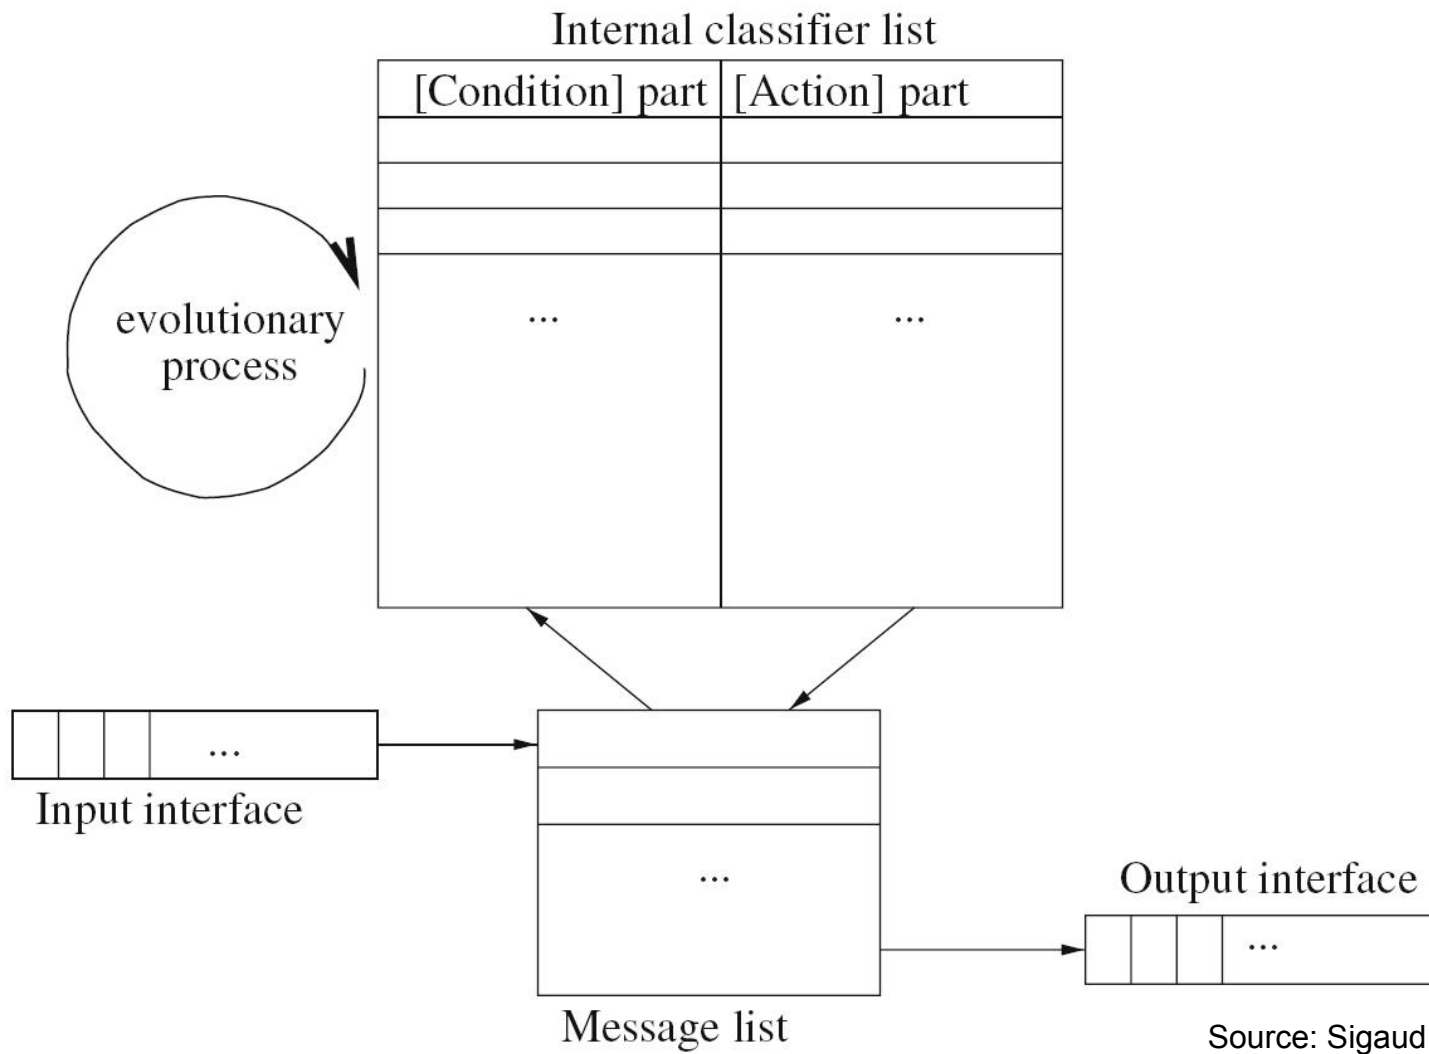 Internal classifier list
[Condition] part [Action] part
evolutionary
process
... ...
...
Input interface
...
Output interface
...
Message list
Source: Sigaud